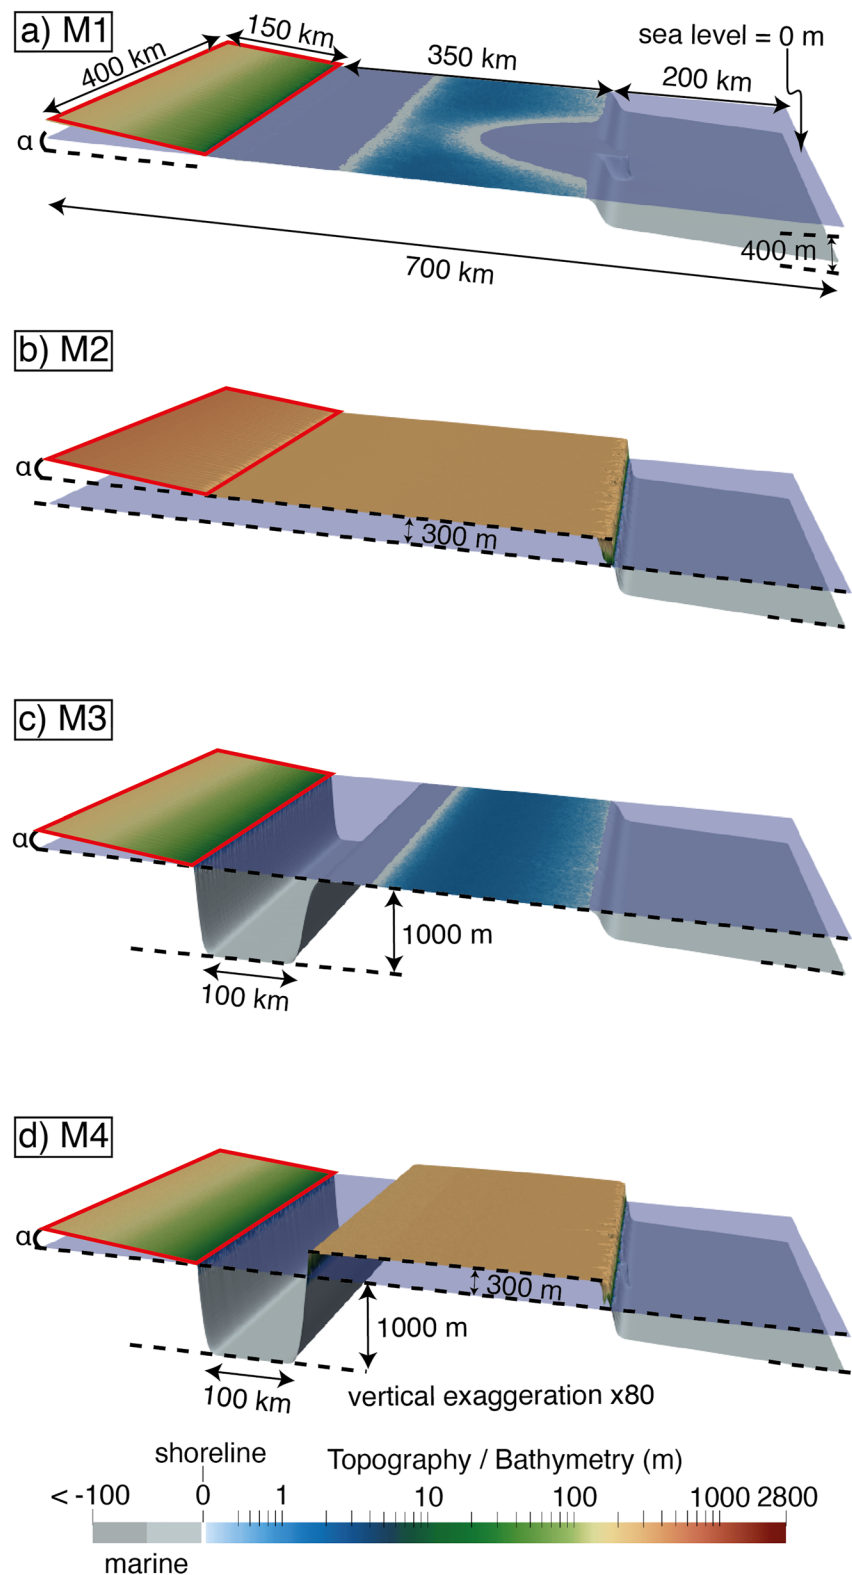 a) M1
150 km
400 km
350 km
sea level = 0 m
200 km
α
400 m
700 km
b) M2
α
300 m
c) M3
α
1000 m
100 km
d) M4
α
300 m
1000 m
100 km
vertical exaggeration x80
shoreline
Topography / Bathymetry (m)
< -100 0 1 10 100 1000 2800
marine